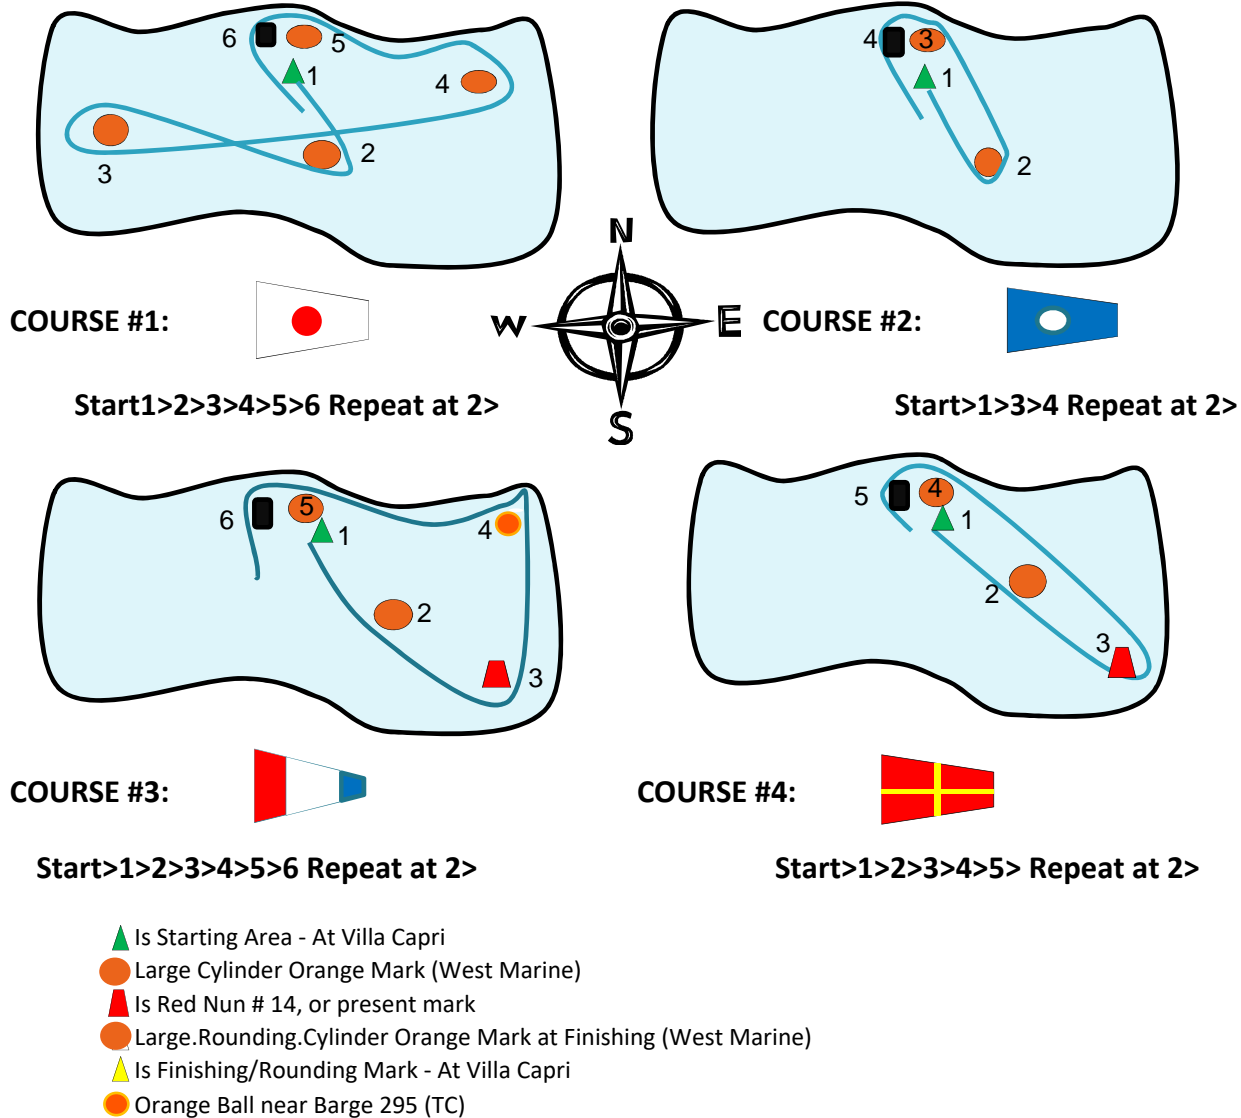 6
5
1
4
2
3
4
3
1
2
N
W
E
S
COURSE #1:
COURSE #2:
Start1>2>3>4>5>6 Repeat at 2>
Start>1>3>4 Repeat at 2>
6
5
1
4
2
3
5
4
1
2
3
COURSE #3:
COURSE #4:
Start>1>2>3>4>5>6 Repeat at 2>
Start>1>2>3>4>5> Repeat at 2>
Is Starting Area - At Villa Capri
Large Cylinder Orange Mark (West Marine)
Is Red Nun # 14, or present mark
Large.Rounding.Cylinder Orange Mark at Finishing (West Marine)
Is Finishing/Rounding Mark - At Villa Capri
Orange Ball near Barge 295 (TC)